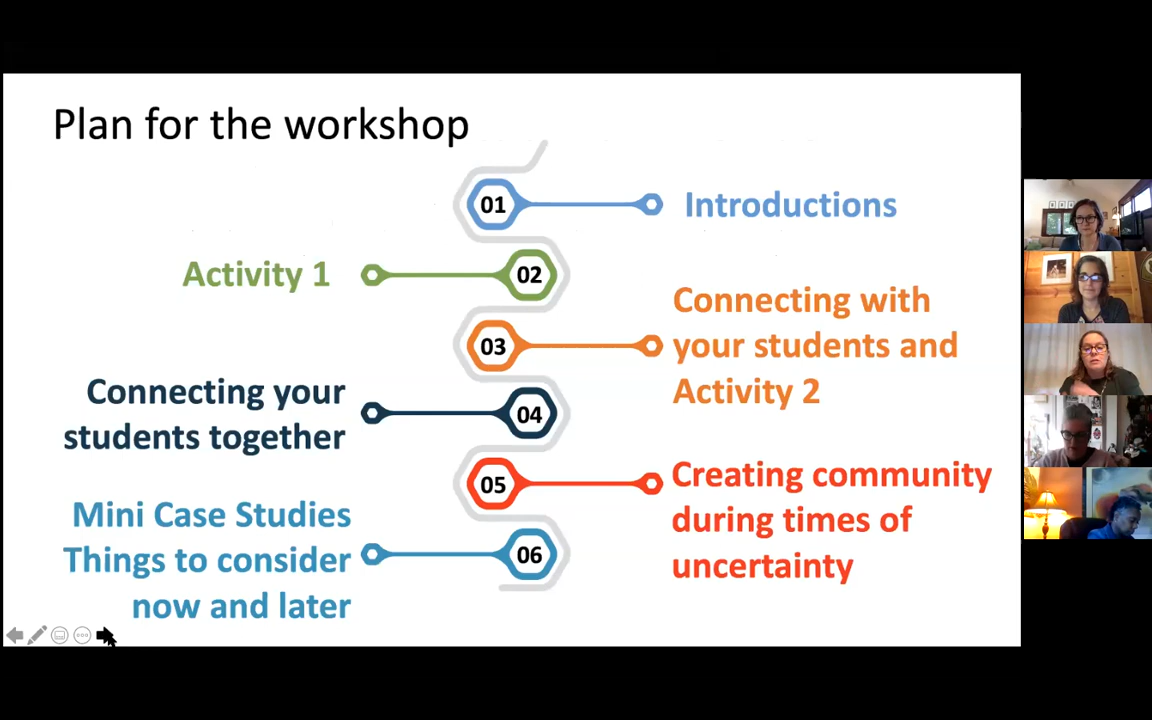 Plan for the workshop
01
Introductions
Activity 1
02
03
Connecting with
your students and
Activity 2
Connecting your
students together
04
05
Creating community
during times of
uncertainty
Mini Case Studies
Things to consider
now and later
06